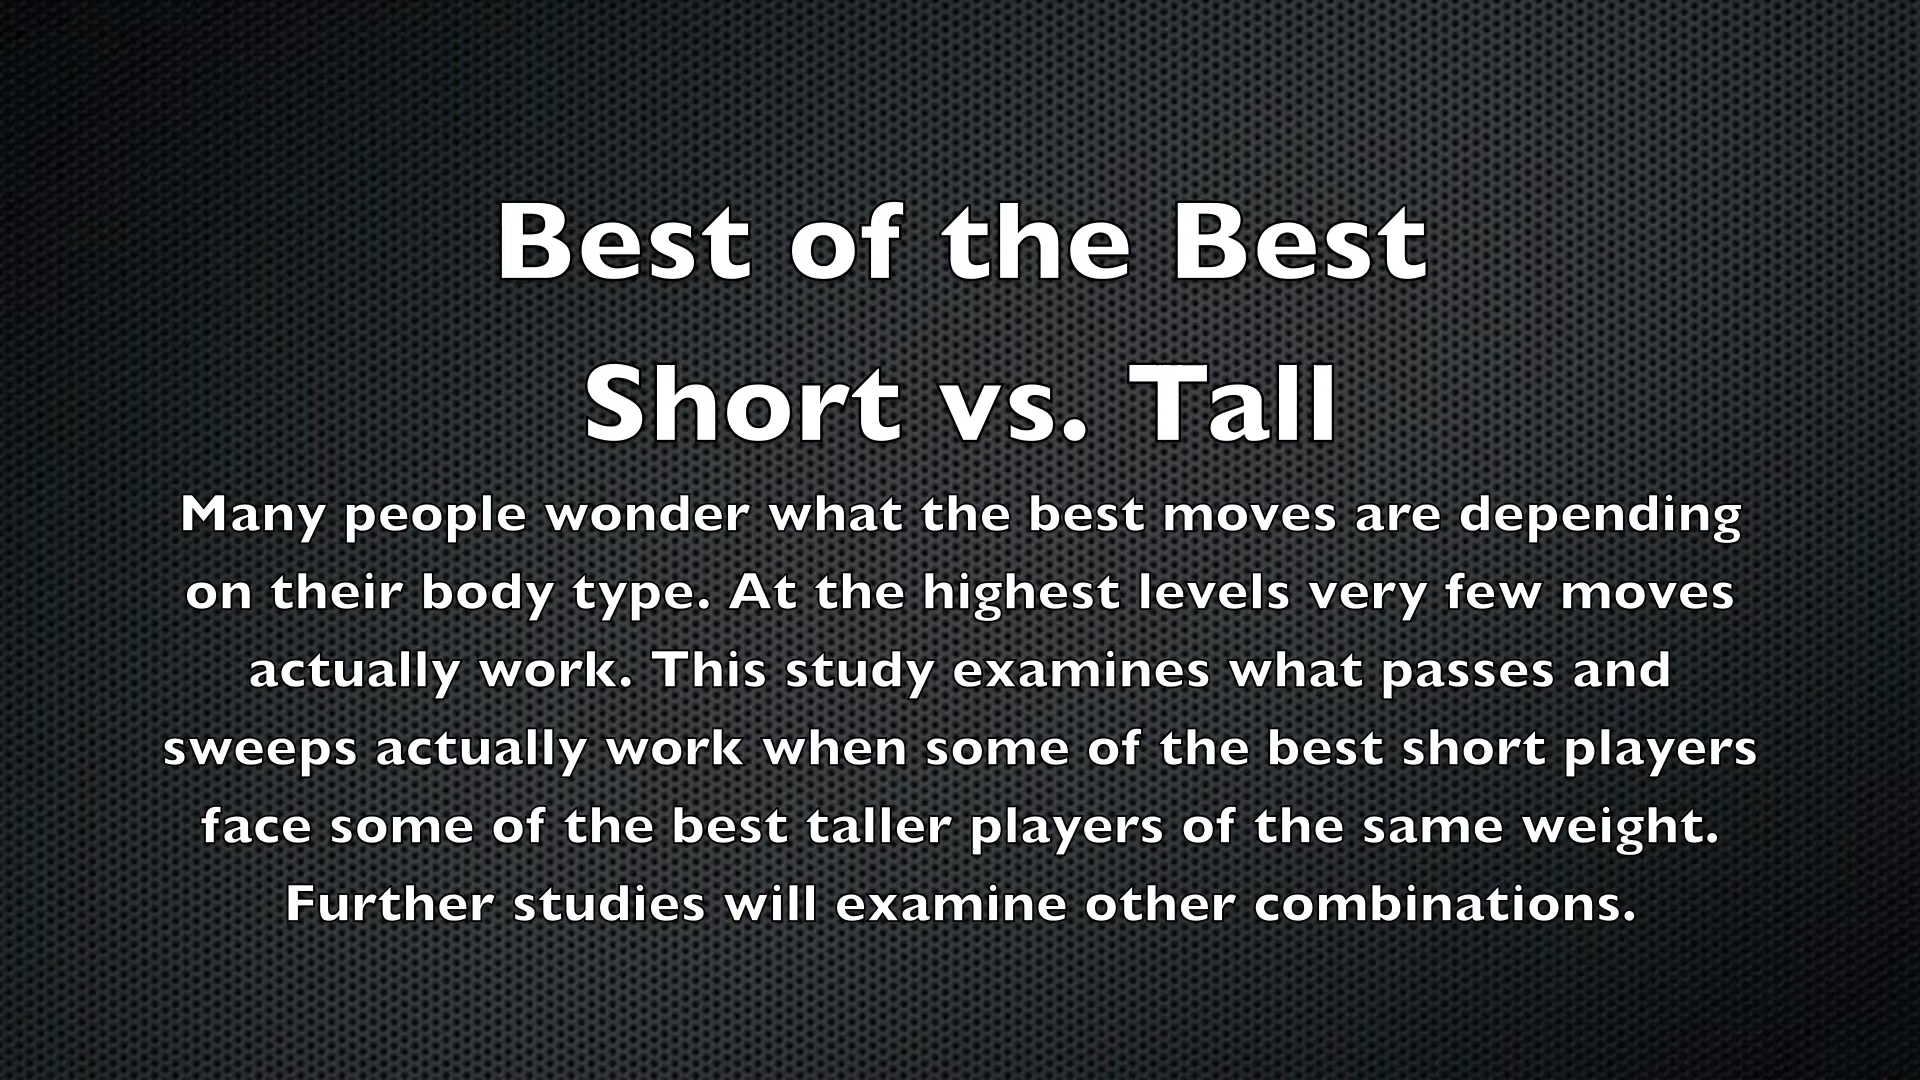 Best of the Best
Short vs. Tall
Many people wonder what the best moves are depending
on their body type. At the highest levels very few moves
actually work. This study examines what passes and
sweeps actually work when some of the best short players
face some of the best taller players of the same weight.
Further studies will examine other combinations.